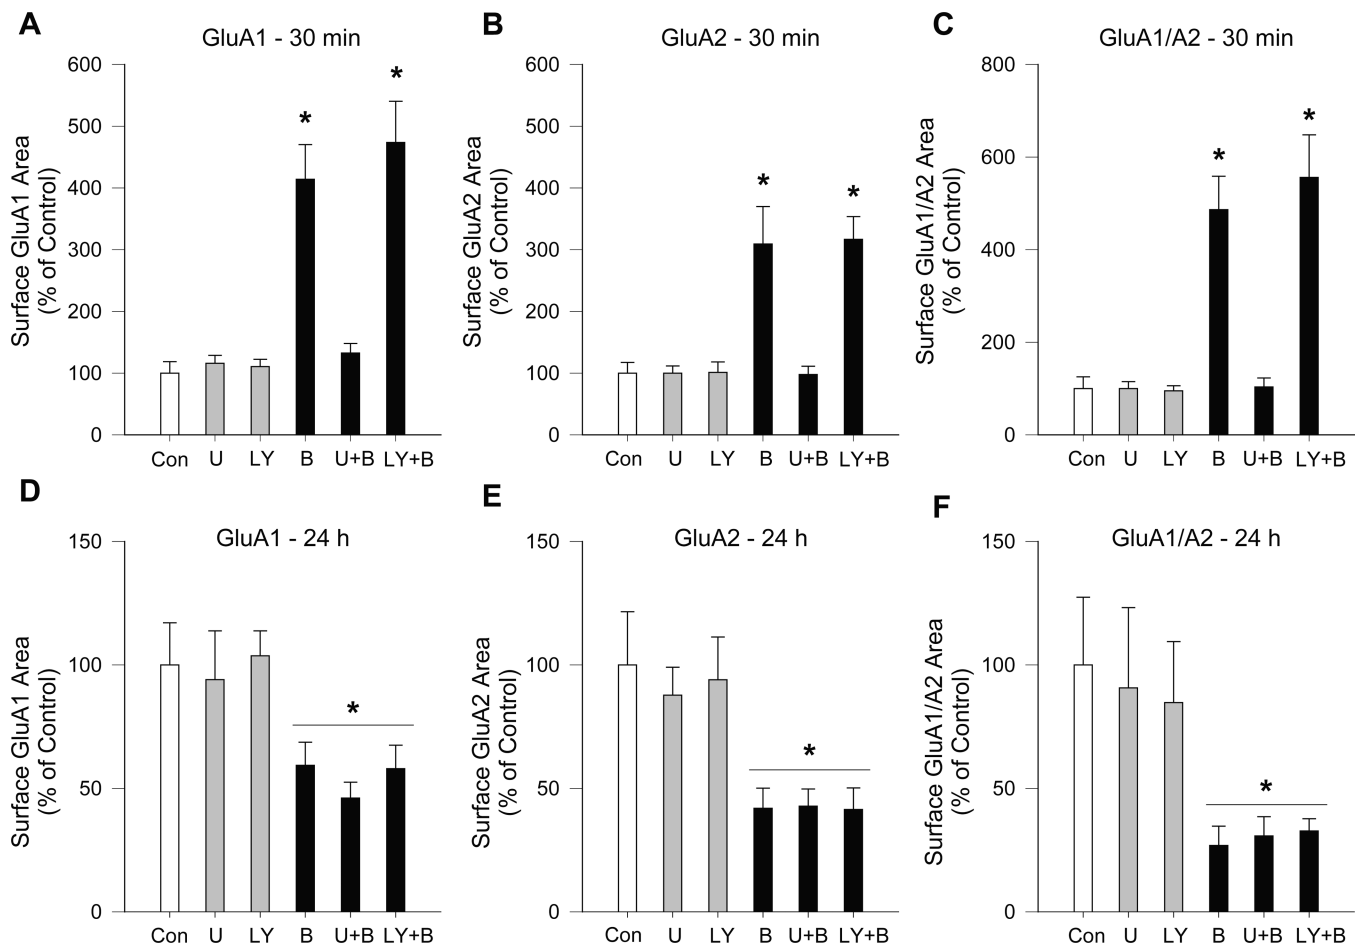 A
GluA1 - 30 min
Surface GluA1 Area
(% of Control)
600
500
400
300
200
100
0
*
*
Con U LY B U+B LY+B
B
GluA2 - 30 min
Surface GluA2 Area
(% of Control)
600
500
400
300
200
100
0
*
*
Con U LY B U+B LY+B
C
GluA1/A2 - 30 min
Surface GluA1/A2 Area
(% of Control)
800
600
400
200
0
*
*
Con U LY B U+B LY+B
D
GluA1 - 24 h
Surface GluA1 Area
(% of Control)
150
100
50
0
*
Con U LY B U+B LY+B
E
GluA2 - 24 h
Surface GluA2 Area
(% of Control)
150
100
50
0
*
Con U LY B U+B LY+B
F
GluA1/A2 - 24 h
Surface GluA1/A2 Area
(% of Control)
150
100
50
0
*
Con U LY B U+B LY+B